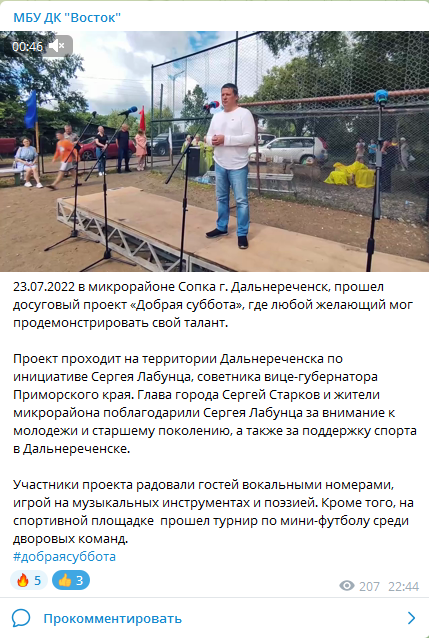 МБУ ДК "Восток"
00:46
23.07.2022 в микрорайоне Сопка г. Дальнереченск, прошел
досуговый проект «Добрая суббота», где любой желающий мог
продемонстрировать свой талант.
Проект проходит на территории Дальнереченска по
инициативе Сергея Лабунца, советника вице-губернатора
Приморского края. Глава города Сергей Старков и жители
микрорайона поблагодарили Сергея Лабунца за внимание к
молодежи и старшему поколению, а также за поддержку спорта
в Дальнереченске.
Участники проекта радовали гостей вокальными номерами,
игрой на музыкальных инструментах и поэзией. Кроме того, на
спортивной площадке  прошел турнир по мини-футболу среди
дворовых команд.
#добраясуббота
5 3 207 22:44
Прокомментировать